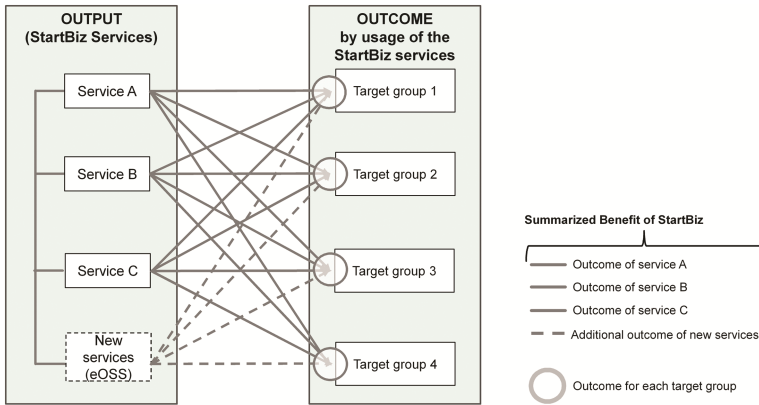 OUTPUT
(StartBiz Services)
Service A
Service B
Service C
New
services
(eOSS)
OUTCOME
by usage of the
StartBiz services
Target group 1
Target group 2
Target group 3
Target group 4
Summarized Benefit of StartBiz
Outcome of service A
Outcome of service B
Outcome of service C
Additional outcome of new services
Outcome for each target group